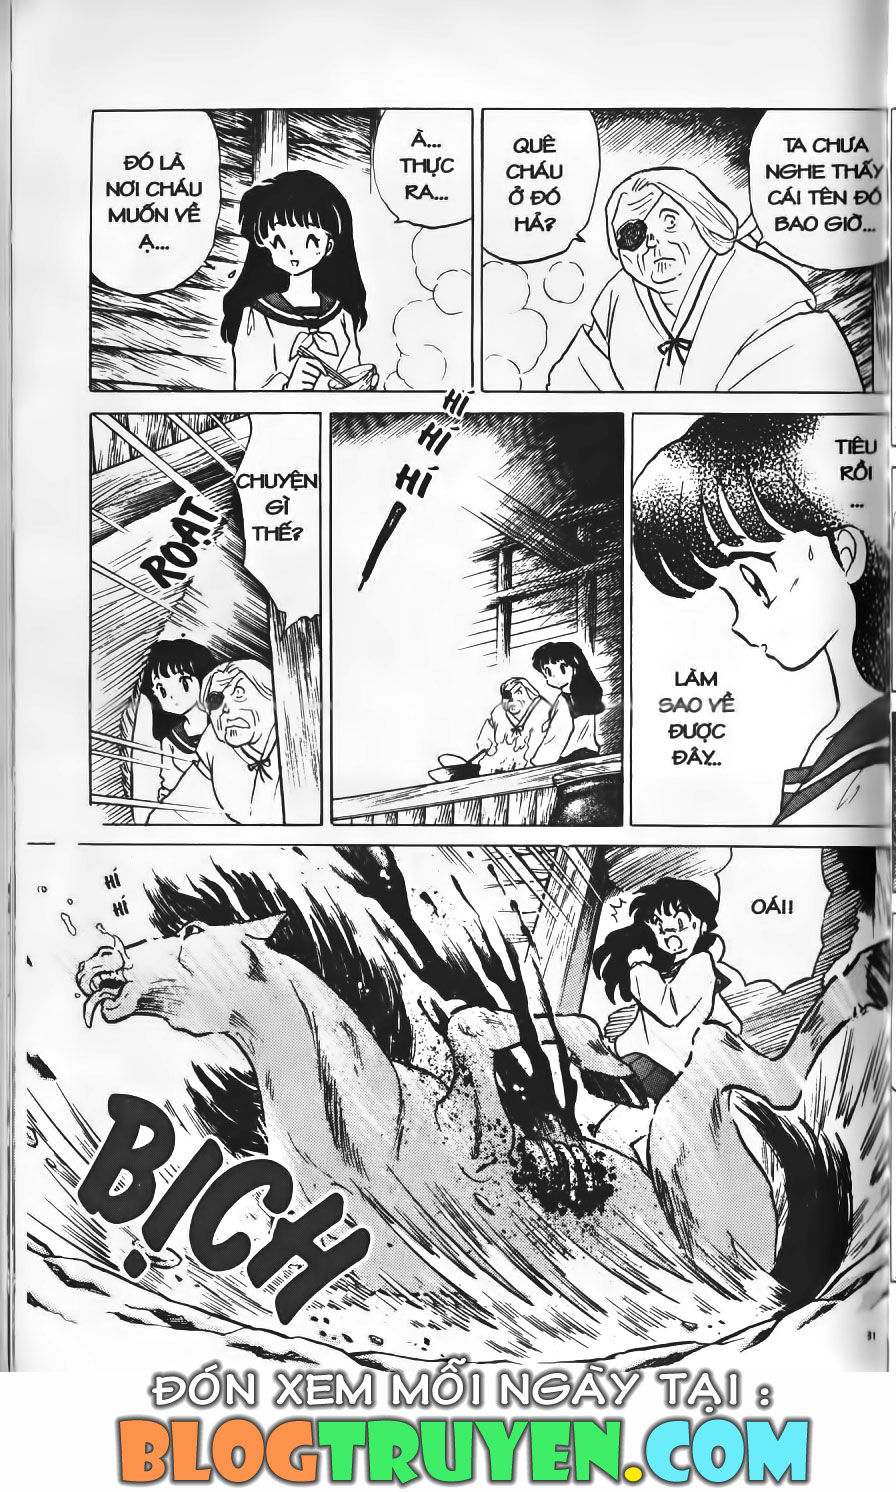 TA CHƯA
NGHE THẤY
CÁI TÊN ĐÓ
BAO GIỜ...
QUÊ
CHÁU
Ở ĐÓ
HẢ?
À...
THỰC
RA...
ĐÓ LÀ
NƠI CHÁU
MUỐN VỀ
Ạ...
TIÊU
RỒI
...
LÀM
SAO VỀ
ĐƯỢC
ĐÂY...
HÍ
HÍ
HÍ
CHUYỆN
GÌ
THẾ?
ROẠT
OÁI!!
HÍ
HÍ
BỊCH
31
ĐÓN XEM MỖI NGÀY TẠI :
BLOGTRUYEN.COM